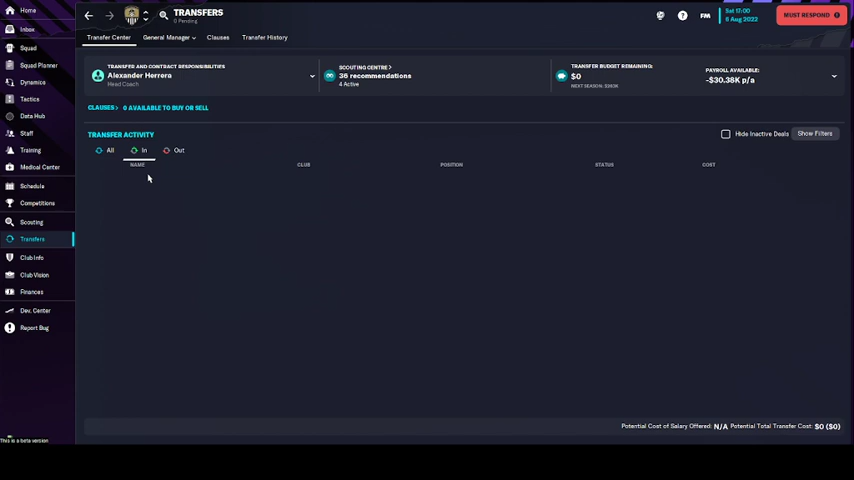 Home
Inbox
Squad
Squad Planner
Dynamics
Tactics
Data Hub
Staff
Training
Medical Center
Schedule
Competitions
Scouting
Transfers
Club Info
Club Vision
Finances
Dev. Center
Report Bug
This is a beta version
TRANSFERS
0 Pending
FM
Sat 17:00
6 Aug 2022
MUST RESPOND
Transfer Center
General Manager
Clauses
Transfer History
TRANSFER AND CONTRACT RESPONSIBILITIES
Alexander Herrera
Head Coach
SCOUTING CENTRE >
36 recommendations
4 Active
TRANSFER BUDGET REMAINING:
$0
PAYROLL AVAILABLE:
-$30.38K p/a
CLAUSES > 0 AVAILABLE TO BUY OR SELL
TRANSFER ACTIVITY
Hide Inactive Deals
Show Filters
All In Out
NAME CLUB POSITION STATUS COST
Potential Cost of Salary Offered: N/A Potential Total Transfer Cost: $0 ($0)